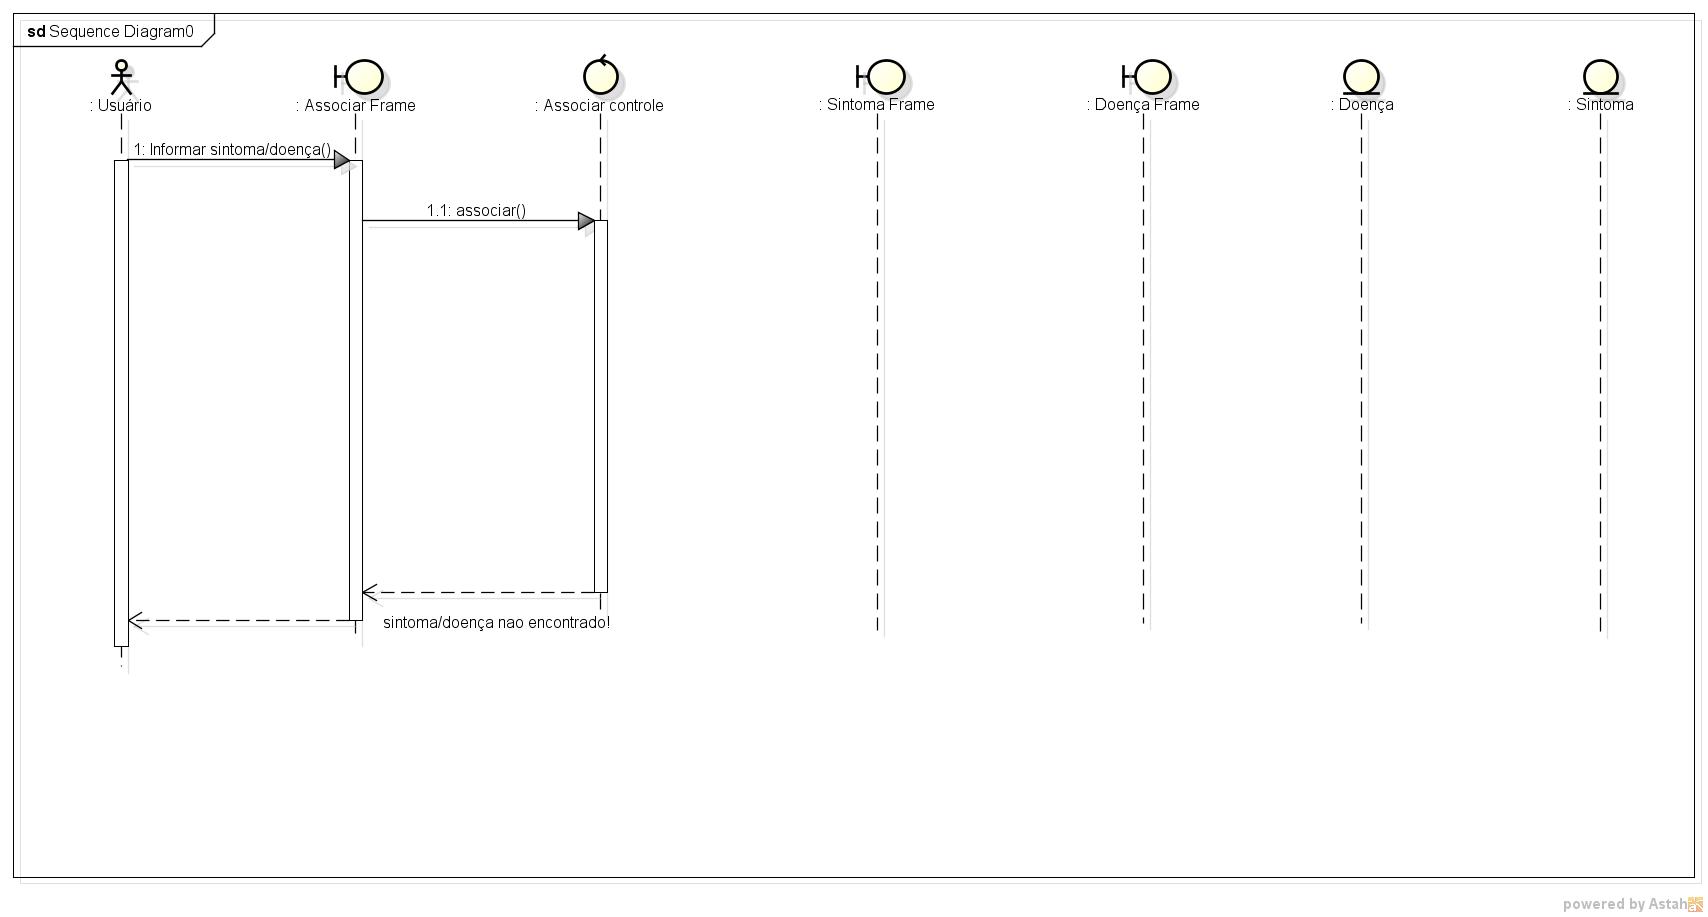 sd Sequence Diagram0
: Usuário
: Associar Frame
: Associar controle
: Sintoma Frame
: Doença Frame
: Doença
: Sintoma
1: Informar sintoma/doença()
1.1: associar()
sintoma/doença nao encontrado!
powered by Astah